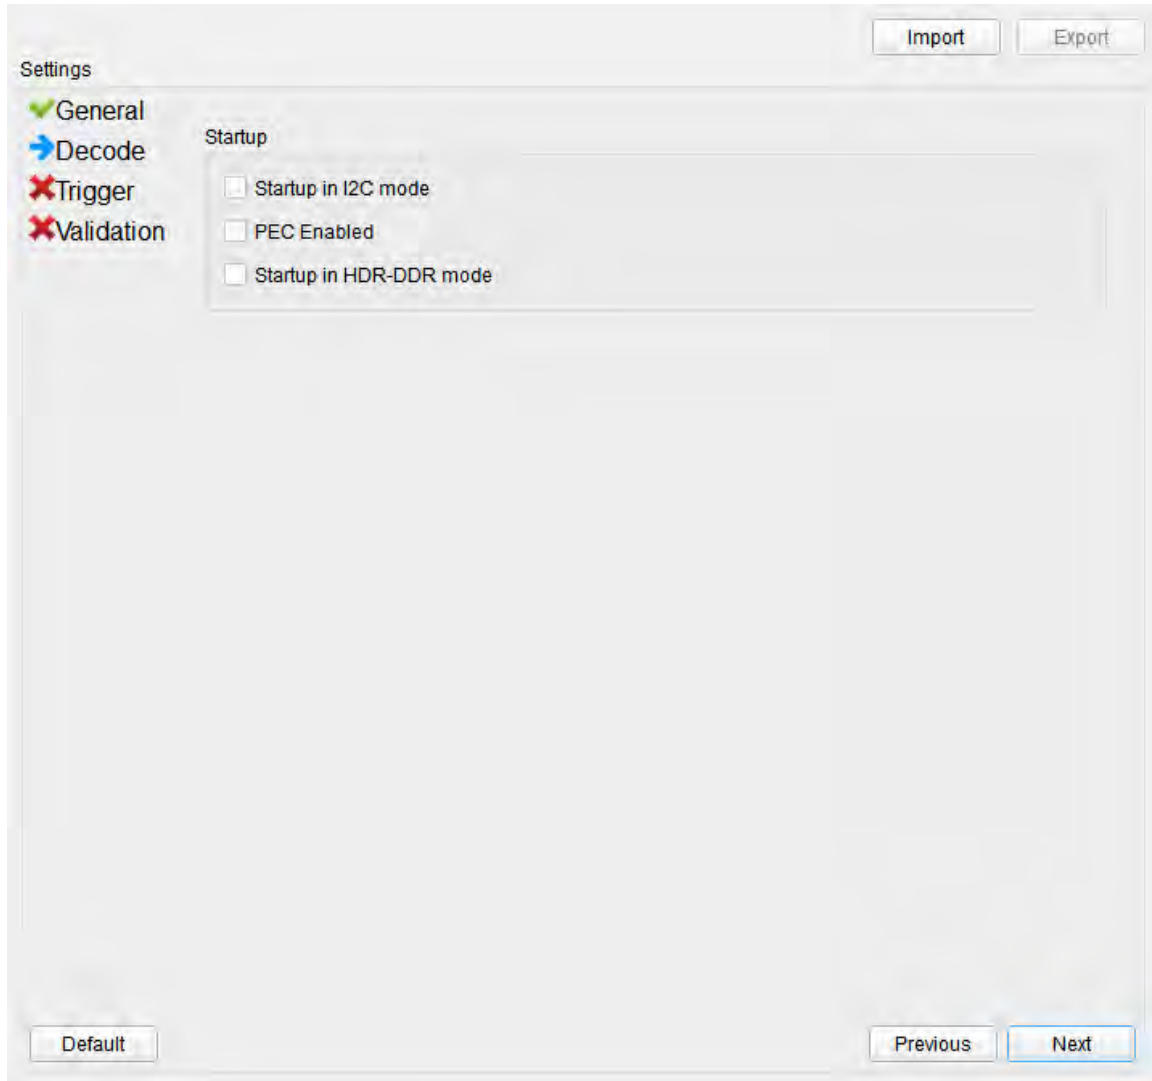 Import Export
Settings
General
Decode
Trigger
Validation
Startup
Startup in I2C mode
PEC Enabled
Startup in HDR-DDR mode
Default Previous Next